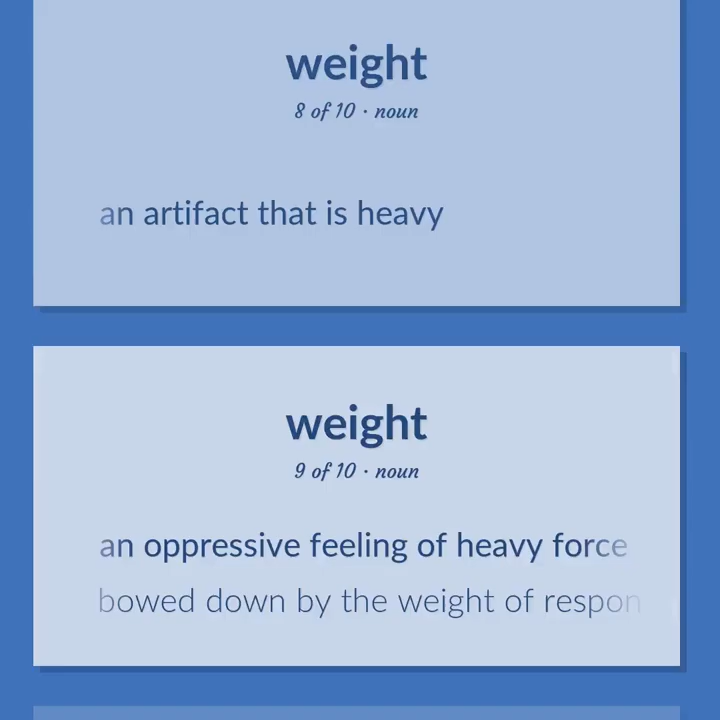 weight
8 of 10 · noun
an artifact that is heavy
weight
9 of 10 · noun
an oppressive feeling of heavy force
bowed down by the weight of respon